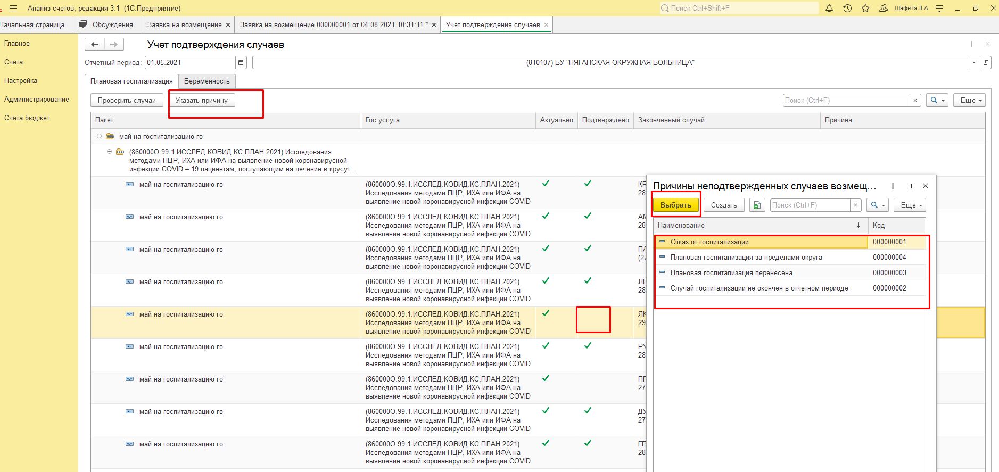 Анализ счетов, редакция 3.1 (1С:Предприятие)
Поиск Ctrl+Shift+F
Шафета Л.А
Начальная страница
Обсуждения
Заявка на возмещение ×
Заявка на возмещение 000000001 от 04.08.2021 10:31:11 * ×
Учет подтверждения случаев ×
Главное
Счета
Настройка
Администрирование
Счета бюджет
Учет подтверждения случаев
Отчетный период: 01.05.2021
(810107) БУ "НЯГАНСКАЯ ОКРУЖНАЯ БОЛЬНИЦА"
Плановая госпитализация
Беременность
Проверить случаи
Указать причину
Поиск (Ctrl+F)
Еще
Пакет
Гос услуга
Актуально
Подтверждено
Законченный случай
Причина
май на госпитализацию го
(860000О.99.1.ИССЛЕД.КОВИД.КС.ПЛАН.2021) Исследования
методами ПЦР, ИХА или ИФА на выявление новой коронавирусной
инфекции COVID – 19 пациентам, поступающим на лечение в крусут...
май на госпитализацию го
(860000О.99.1.ИССЛЕД.КОВИД.КС.ПЛАН.2021)
Исследования методами ПЦР, ИХА или ИФА на
выявление новой коронавирусной инфекции COVID
КР
28
май на госпитализацию го
(860000О.99.1.ИССЛЕД.КОВИД.КС.ПЛАН.2021)
Исследования методами ПЦР, ИХА или ИФА на
выявление новой коронавирусной инфекции COVID
АМ
28
май на госпитализацию го
(860000О.99.1.ИССЛЕД.КОВИД.КС.ПЛАН.2021)
Исследования методами ПЦР, ИХА или ИФА на
выявление новой коронавирусной инфекции COVID
ПА
(27
май на госпитализацию го
(860000О.99.1.ИССЛЕД.КОВИД.КС.ПЛАН.2021)
Исследования методами ПЦР, ИХА или ИФА на
выявление новой коронавирусной инфекции COVID
ЛЕ
28
май на госпитализацию го
(860000О.99.1.ИССЛЕД.КОВИД.КС.ПЛАН.2021)
Исследования методами ПЦР, ИХА или ИФА на
выявление новой коронавирусной инфекции COVID
ЯК
29
май на госпитализацию го
(860000О.99.1.ИССЛЕД.КОВИД.КС.ПЛАН.2021)
Исследования методами ПЦР, ИХА или ИФА на
выявление новой коронавирусной инфекции COVID
РУ
28
май на госпитализацию го
(860000О.99.1.ИССЛЕД.КОВИД.КС.ПЛАН.2021)
Исследования методами ПЦР, ИХА или ИФА на
выявление новой коронавирусной инфекции COVID
ПР
27
май на госпитализацию го
(860000О.99.1.ИССЛЕД.КОВИД.КС.ПЛАН.2021)
Исследования методами ПЦР, ИХА или ИФА на
выявление новой коронавирусной инфекции COVID
ДУ
27
май на госпитализацию го
(860000О.99.1.ИССЛЕД.КОВИД.КС.ПЛАН.2021)
Исследования методами ПЦР, ИХА или ИФА на
выявление новой коронавирусной инфекции COVID
ГР
28
Причины неподтвержденных случаев возмещ...
Выбрать
Создать
Поиск (Ctrl+F)
Еще
Наименование
Код
Отказ от госпитализации 000000001
Плановая госпитализация за пределами округа 000000004
Плановая госпитализация перенесена 000000003
Случай госпитализации не окончен в отчетном периоде 000000002